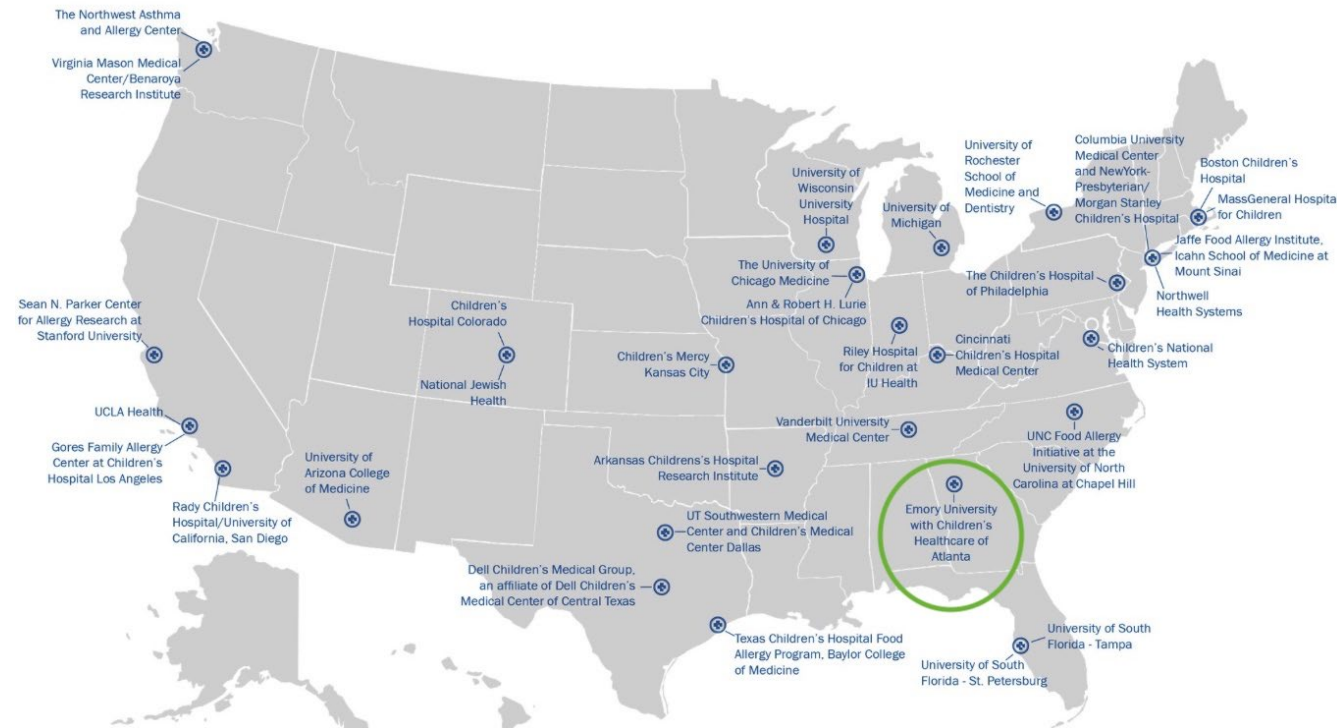 The Northwest Asthma
and Allergy Center
Virginia Mason Medical
Center/Benaroya
Research Institute
Sean N. Parker Center
for Allergy Research at
Stanford University
UCLA Health
Gores Family Allergy
Center at Children's
Hospital Los Angeles
Rady Children's
Hospital/University of
California, San Diego
University of
Arizona College
of Medicine
Children's
Hospital Colorado
National Jewish
Health
Children's Mercy
Kansas City
Arkansas Childrens's Hospital
Research Institute
UT Southwestern Medical
Center and Children's Medical
Center Dallas
Dell Children's Medical Group,
an affiliate of Dell Children's
Medical Center of Central Texas
Texas Children's Hospital Food
Allergy Program, Baylor College
of Medicine
University of
Wisconsin
University
Hospital
University of
Michigan
The University of
Chicago Medicine
Ann & Robert H. Lurie
Children's Hospital of Chicago
Riley Hospital
for Children at
IU Health
Cincinnati
Children's Hospital
Medical Center
Vanderbilt University
Medical Center
University of
Rochester
School of
Medicine and
Dentistry
Columbia University
Medical Center
and NewYork-
Presbyterian/
Morgan Stanley
Children's Hospital
Boston Children's
Hospital
MassGeneral Hospita
for Children
Jaffe Food Allergy Institute,
Icahn School of Medicine at
Mount Sinai
Northwell
Health Systems
The Children's Hospital
of Philadelphia
Children's National
Health System
UNC Food Allergy
Initiative at the
University of North
Carolina at Chapel Hill
Emory University
with Children's
Healthcare of
Atlanta
University of South
Florida - Tampa
University of South
Florida - St. Petersburg